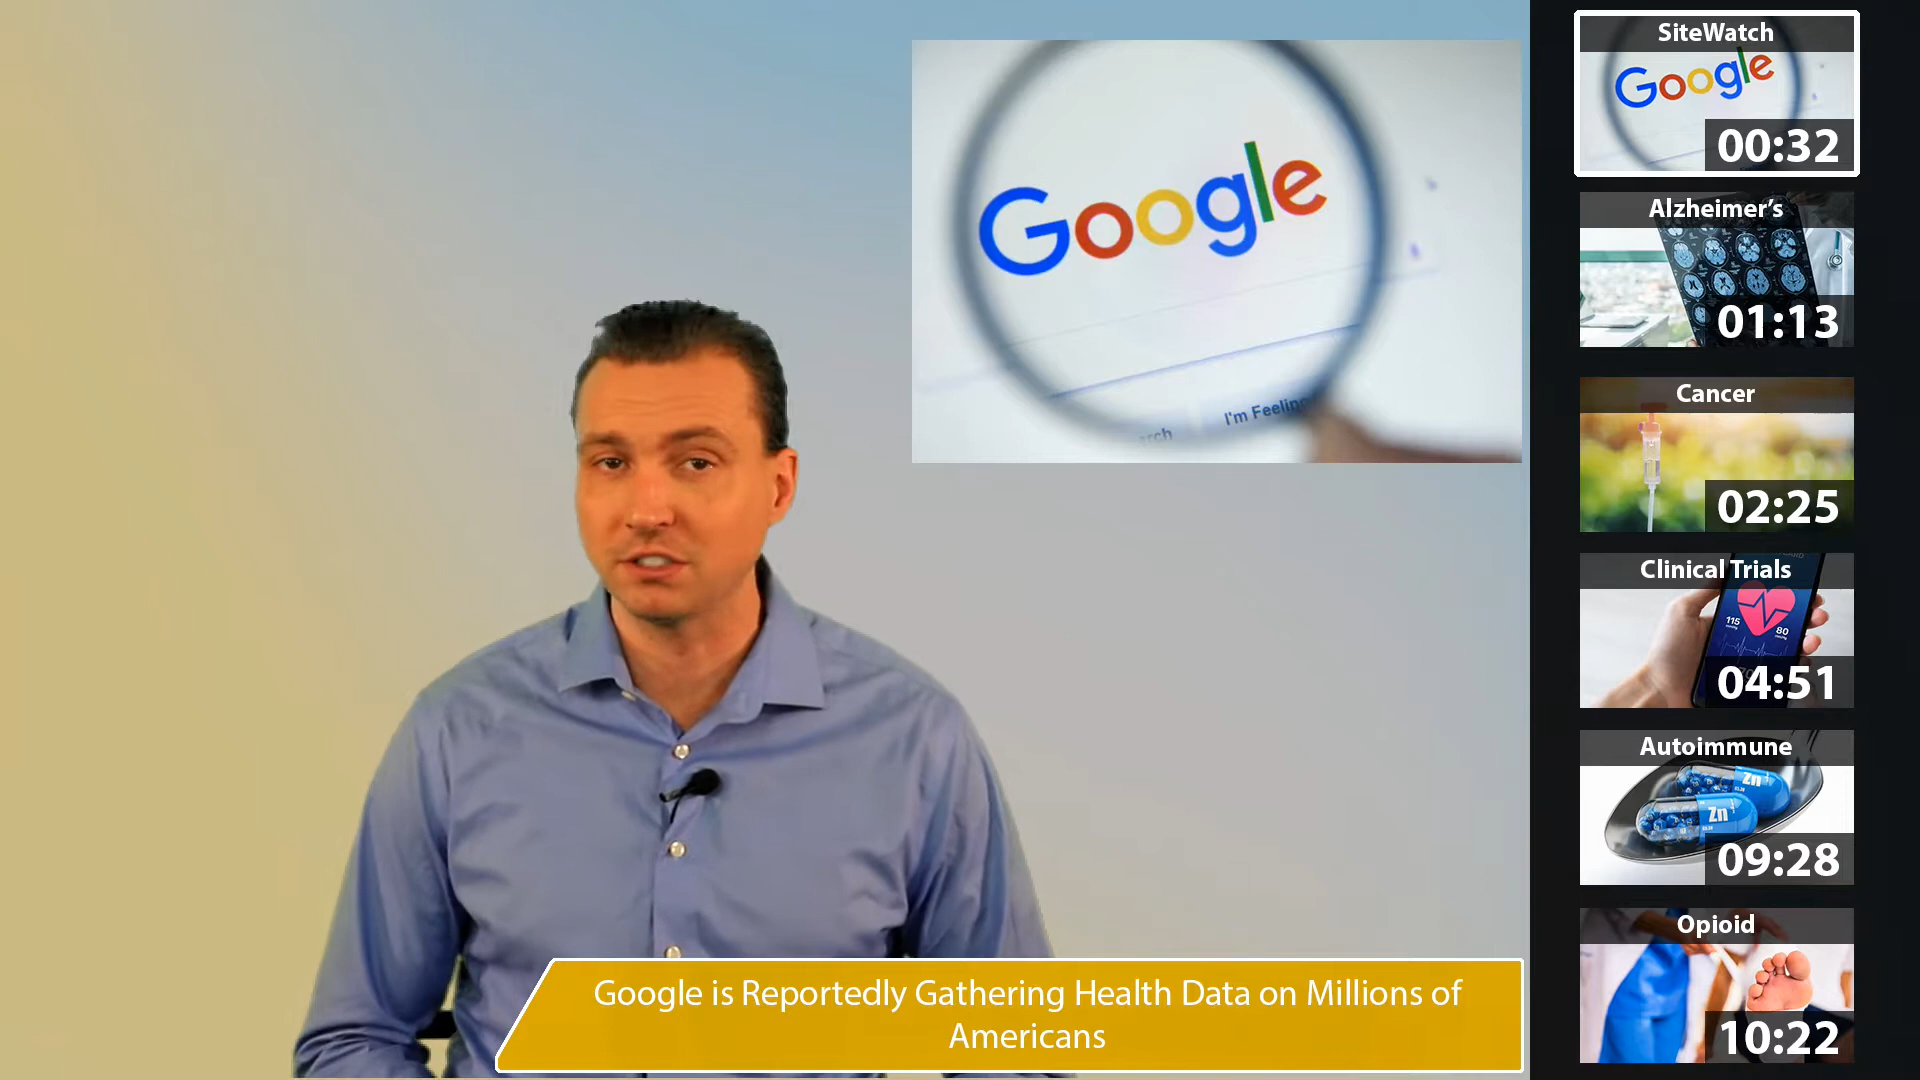 Google
I'm Feeling
Google is Reportedly Gathering Health Data on Millions of
Americans
SiteWatch
Google
00:32
Alzheimer's
01:13
Cancer
02:25
Clinical Trials
115
80
04:51
Autoimmune
Zn
Zn
09:28
Opioid
10:22